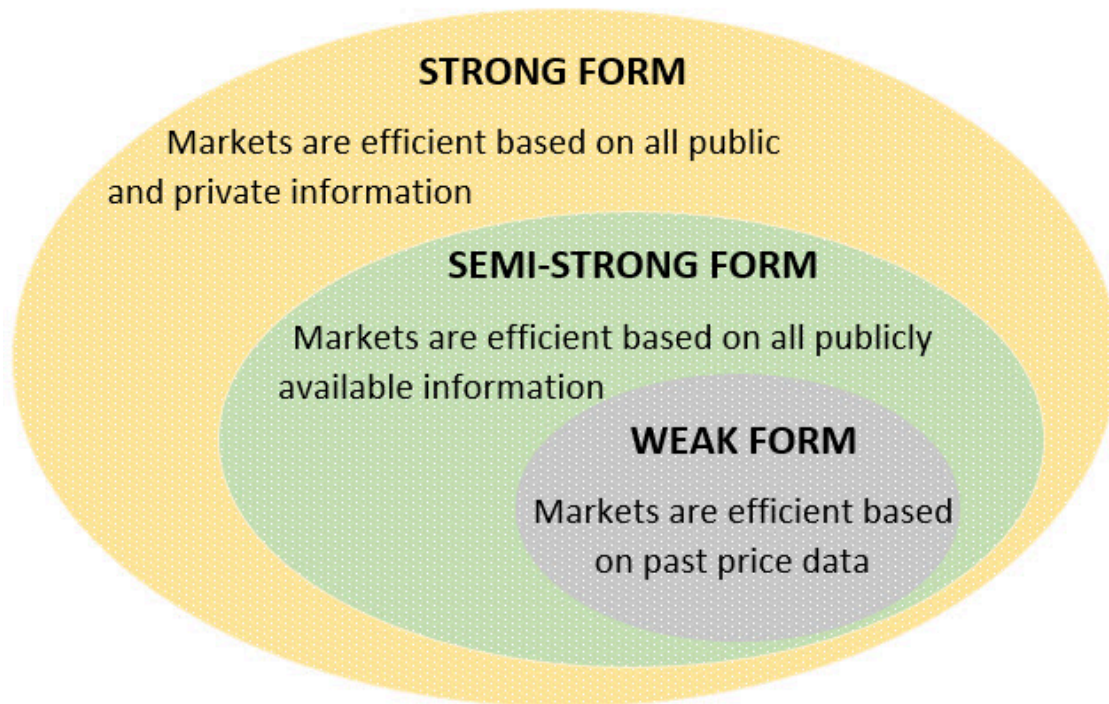 STRONG FORM
Markets are efficient based on all public
and private information
SEMI-STRONG FORM
Markets are efficient based on all publicly
available information
WEAK FORM
Markets are efficient based
on past price data